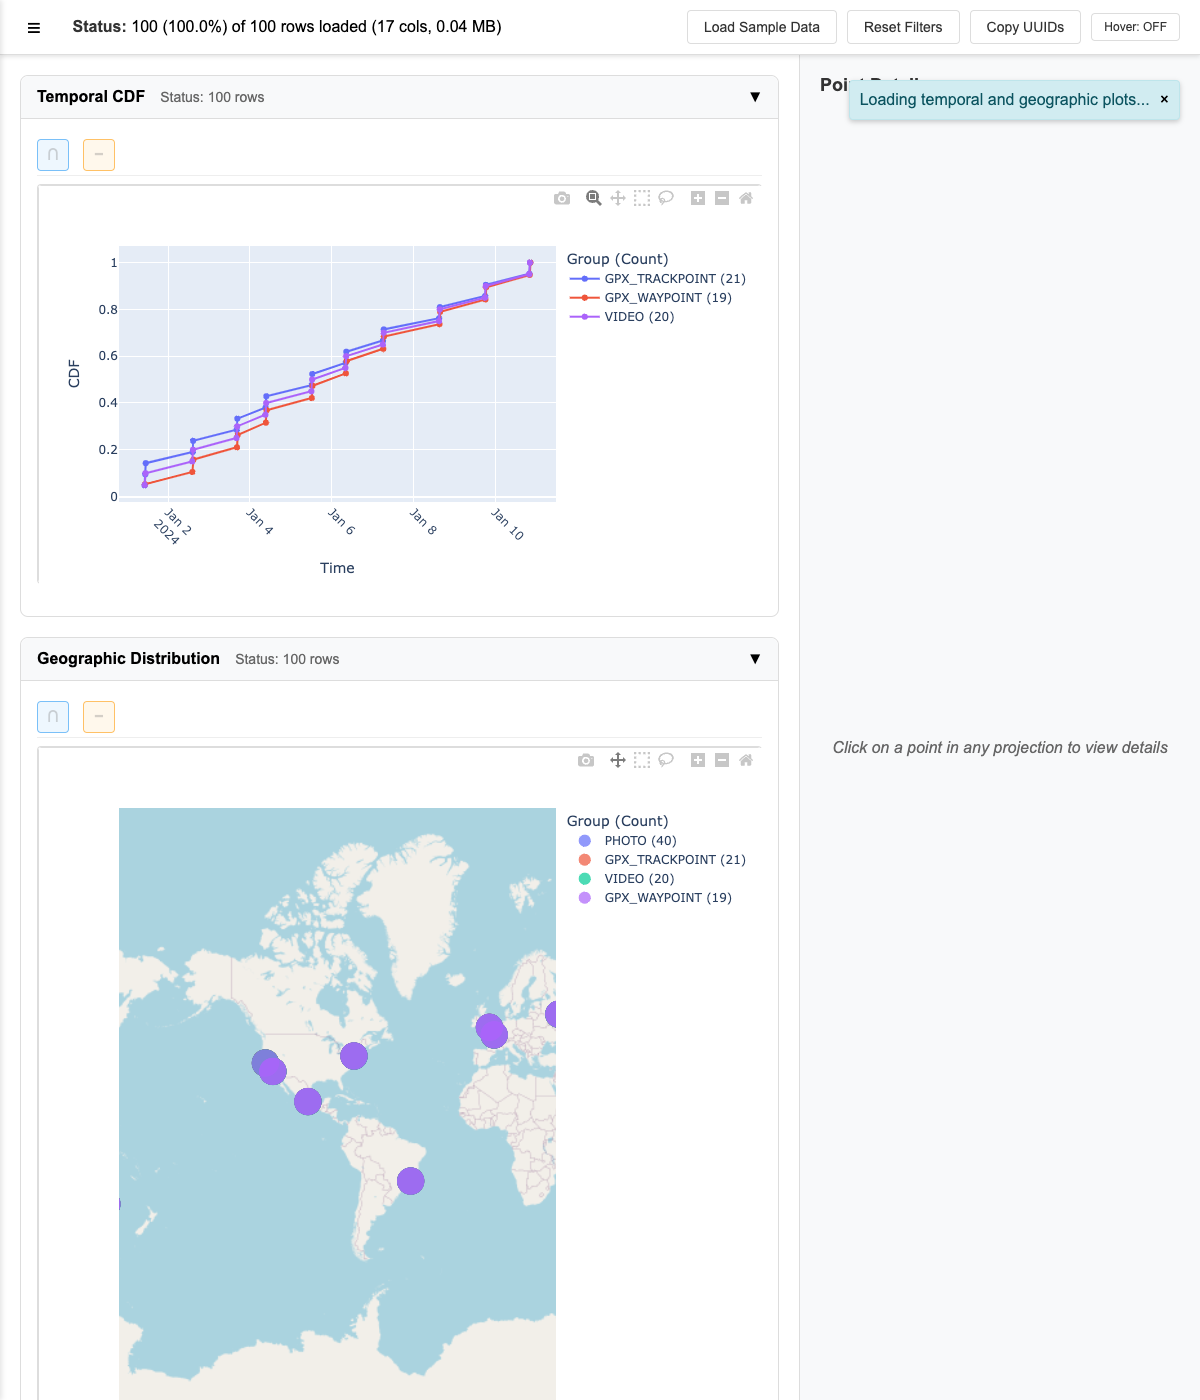 ≡ Status: 100 (100.0%) of 100 rows loaded (17 cols, 0.04 MB) Load Sample Data Reset Filters Copy UUIDs Hover: OFF
Temporal CDF Status: 100 rows ▼
∩ −
Group (Count)
GPX_TRACKPOINT (21)
GPX_WAYPOINT (19)
VIDEO (20)
1
0.8
0.6
0.4
0.2
0
CDF
Jan 2
2024
Jan 4
Jan 6
Jan 8
Jan 10
Time
Geographic Distribution Status: 100 rows ▼
∩ −
Group (Count)
PHOTO (40)
GPX_TRACKPOINT (21)
VIDEO (20)
GPX_WAYPOINT (19)
Loading temporal and geographic plots... ×
Click on a point in any projection to view details